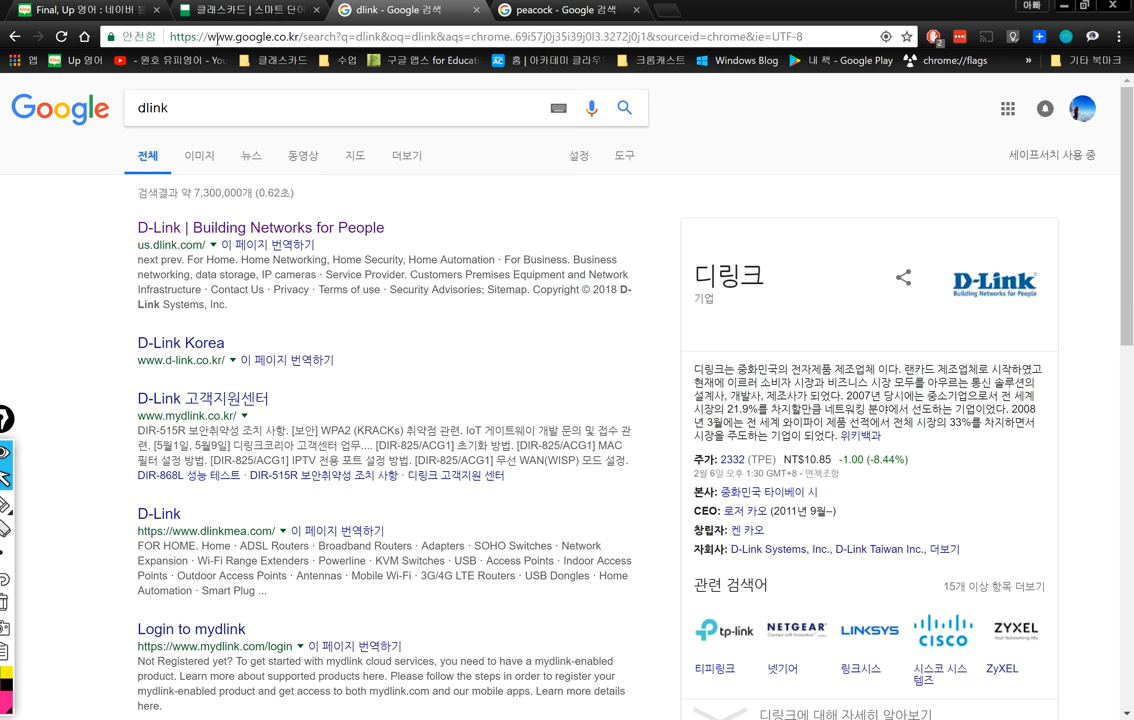 Final, Up 영어 : 네이버 블
클래스카드 | 스마트 단어
dlink - Google 검색
peacock - Google 검색
아빠
안전함
https://www.google.co.kr/search?q=dlink&oq=dlink&aqs=chrome..69i57j0j35i39j0l3.3272j0j1&sourceid=chrome&ie=UTF-8
2
앱
Up 영어
- 원호 유피영어 - You
클래스카드
수업
구글 앱스 for Educati
AC
홈 | 아카데미 클라우
크롬캐스트
Windows Blog
내 책 - Google Play
chrome://flags
»
기타 북마크
Google
dlink
전체
이미지
뉴스
동영상
지도
더보기
설정
도구
세이프서치 사용 중
검색결과 약 7,300,000개 (0.62초)
D-Link | Building Networks for People
us.dlink.com/ ▼ 이 페이지 번역하기
next prev. For Home. Home Networking, Home Security, Home Automation · For Business. Business
networking, data storage, IP cameras · Service Provider. Customers Premises Equipment and Network
Infrastructure · Contact Us · Privacy · Terms of use · Security Advisories; Sitemap. Copyright © 2018 D-
Link Systems, Inc.
D-Link Korea
www.d-link.co.kr/ ▼ 이 페이지 번역하기
D-Link 고객지원센터
www.mydlink.co.kr/ ▼
DIR-515R 보안취약성 조치 사항. [보안] WPA2 (KRACKs) 취약점 관련. IoT 게이트웨이 개발 문의 및 접수 관
련. [5월1일, 5월9일] 디링크코리아 고객센터 업무.... [DIR-825/ACG1] 초기화 방법. [DIR-825/ACG1] MAC
필터 설정 방법. [DIR-825/ACG1] IPTV 전용 포트 설정 방법. [DIR-825/ACG1] 무선 WAN(WISP) 모드 설정.
DIR-868L 성능 테스트 · DIR-515R 보안취약성 조치 사항 · 디링크 고객지원 센터
D-Link
https://www.dlinkmea.com/ ▼ 이 페이지 번역하기
FOR HOME. Home · ADSL Routers · Broadband Routers · Adapters · SOHO Switches · Network
Expansion · Wi-Fi Range Extenders · Powerline · KVM Switches · USB · Access Points · Indoor Access
Points · Outdoor Access Points · Antennas · Mobile Wi-Fi · 3G/4G LTE Routers · USB Dongles · Home
Automation · Smart Plug ...
Login to mydlink
https://www.mydlink.com/login ▼ 이 페이지 번역하기
Not Registered yet? To get started with mydlink cloud services, you need to have a mydlink-enabled
product. Learn more about supported products here. Please follow the steps in order to register your
mydlink-enabled product and get access to both mydlink.com and our mobile apps. Learn more details
here.
디링크
기업
D-Link
Building Networks for People
디링크는 중화민국의 전자제품 제조업체 이다. 랜카드 제조업체로 시작하였고
현재에 이르러 소비자 시장과 비즈니스 시장 모두를 아우르는 통신 솔루션의
설계사, 개발사, 제조사가 되었다. 2007년 당시에는 중소기업으로서 전 세계
시장의 21.9%를 차지할만큼 네트워킹 분야에서 선도하는 기업이었다. 2008
년 3월에는 전 세계 와이파이 제품 선적에서 전체 시장의 33%를 차지하면서
시장을 주도하는 기업이 되었다. 위키백과
주가: 2332 (TPE) NT$10.85 -1.00 (-8.44%)
2월 6일 오후 1:30 GMT+8 - 면책조항
본사: 중화민국 타이베이 시
CEO: 로저 카오 (2011년 9월–)
창립자: 켄 카오
자회사: D-Link Systems, Inc., D-Link Taiwan Inc., 더보기
관련 검색어
15개 이상 항목 더보기
tp-link
NETGEAR
LINKSYS
CISCO
ZYXEL
티피링크
넷기어
링크시스
시스코 시스
템즈
ZyXEL
디링크에 대해 자세히 알아보기